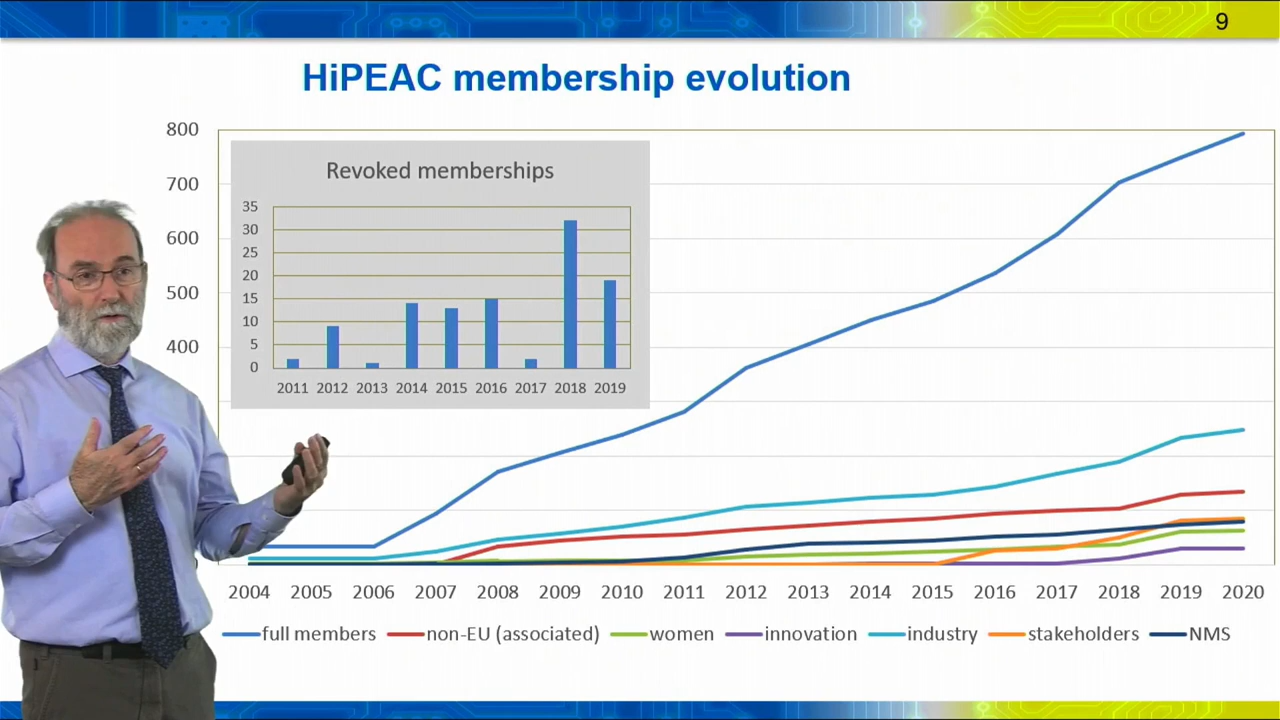 9
HiPEAC membership evolution
800
700
600
500
400
Revoked memberships
35
30
25
20
15
10
5
0
2011 2012 2013 2014 2015 2016 2017 2018 2019
2004 2005 2006 2007 2008 2009 2010 2011 2012 2013 2014 2015 2016 2017 2018 2019 2020
full members non-EU (associated) women innovation industry stakeholders NMS